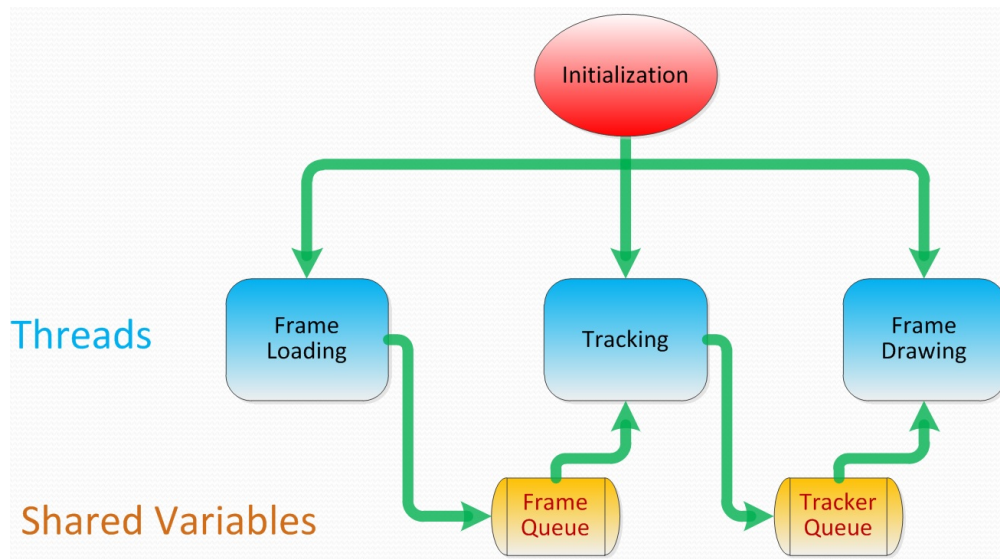 Initialization
Threads
Frame
Loading
Tracking
Frame
Drawing
Shared Variables
Frame
Queue
Tracker
Queue